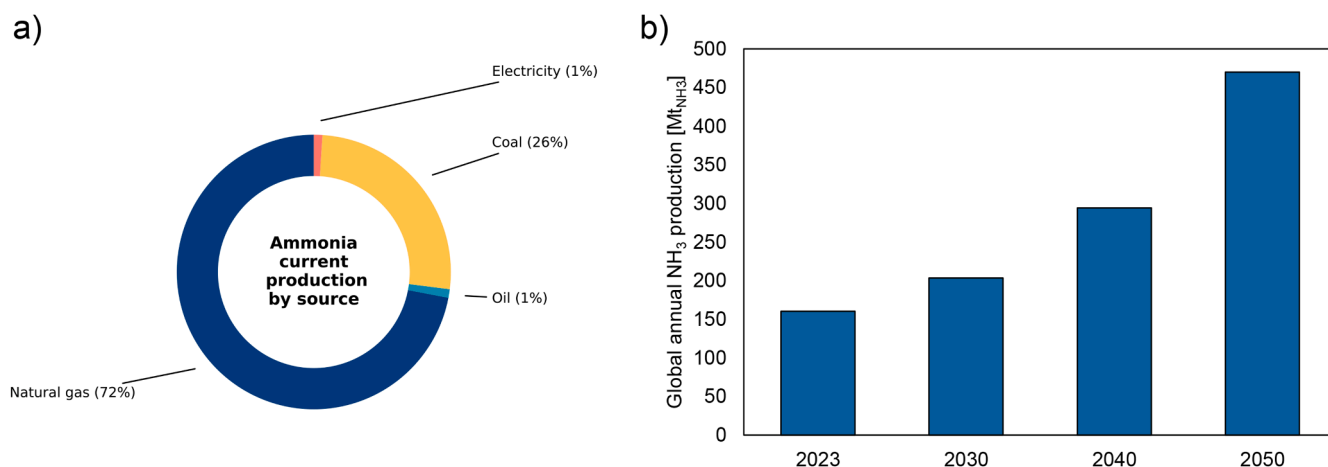 a)
Electricity (1%)
Coal (26%)
Ammonia
current
production
by source
Oil (1%)
Natural gas (72%)
b)
Global annual NH₃ production [Mt_NH3]
500
450
400
350
300
250
200
150
100
50
0
2023 2030 2040 2050